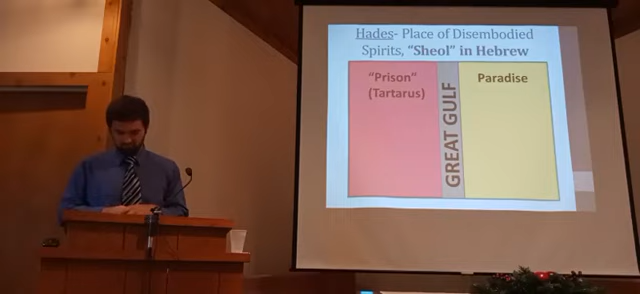 Hades- Place of Disembodied
Spirits, “Sheol” in Hebrew
“Prison“
(Tartarus)
GREAT GULF
Paradise